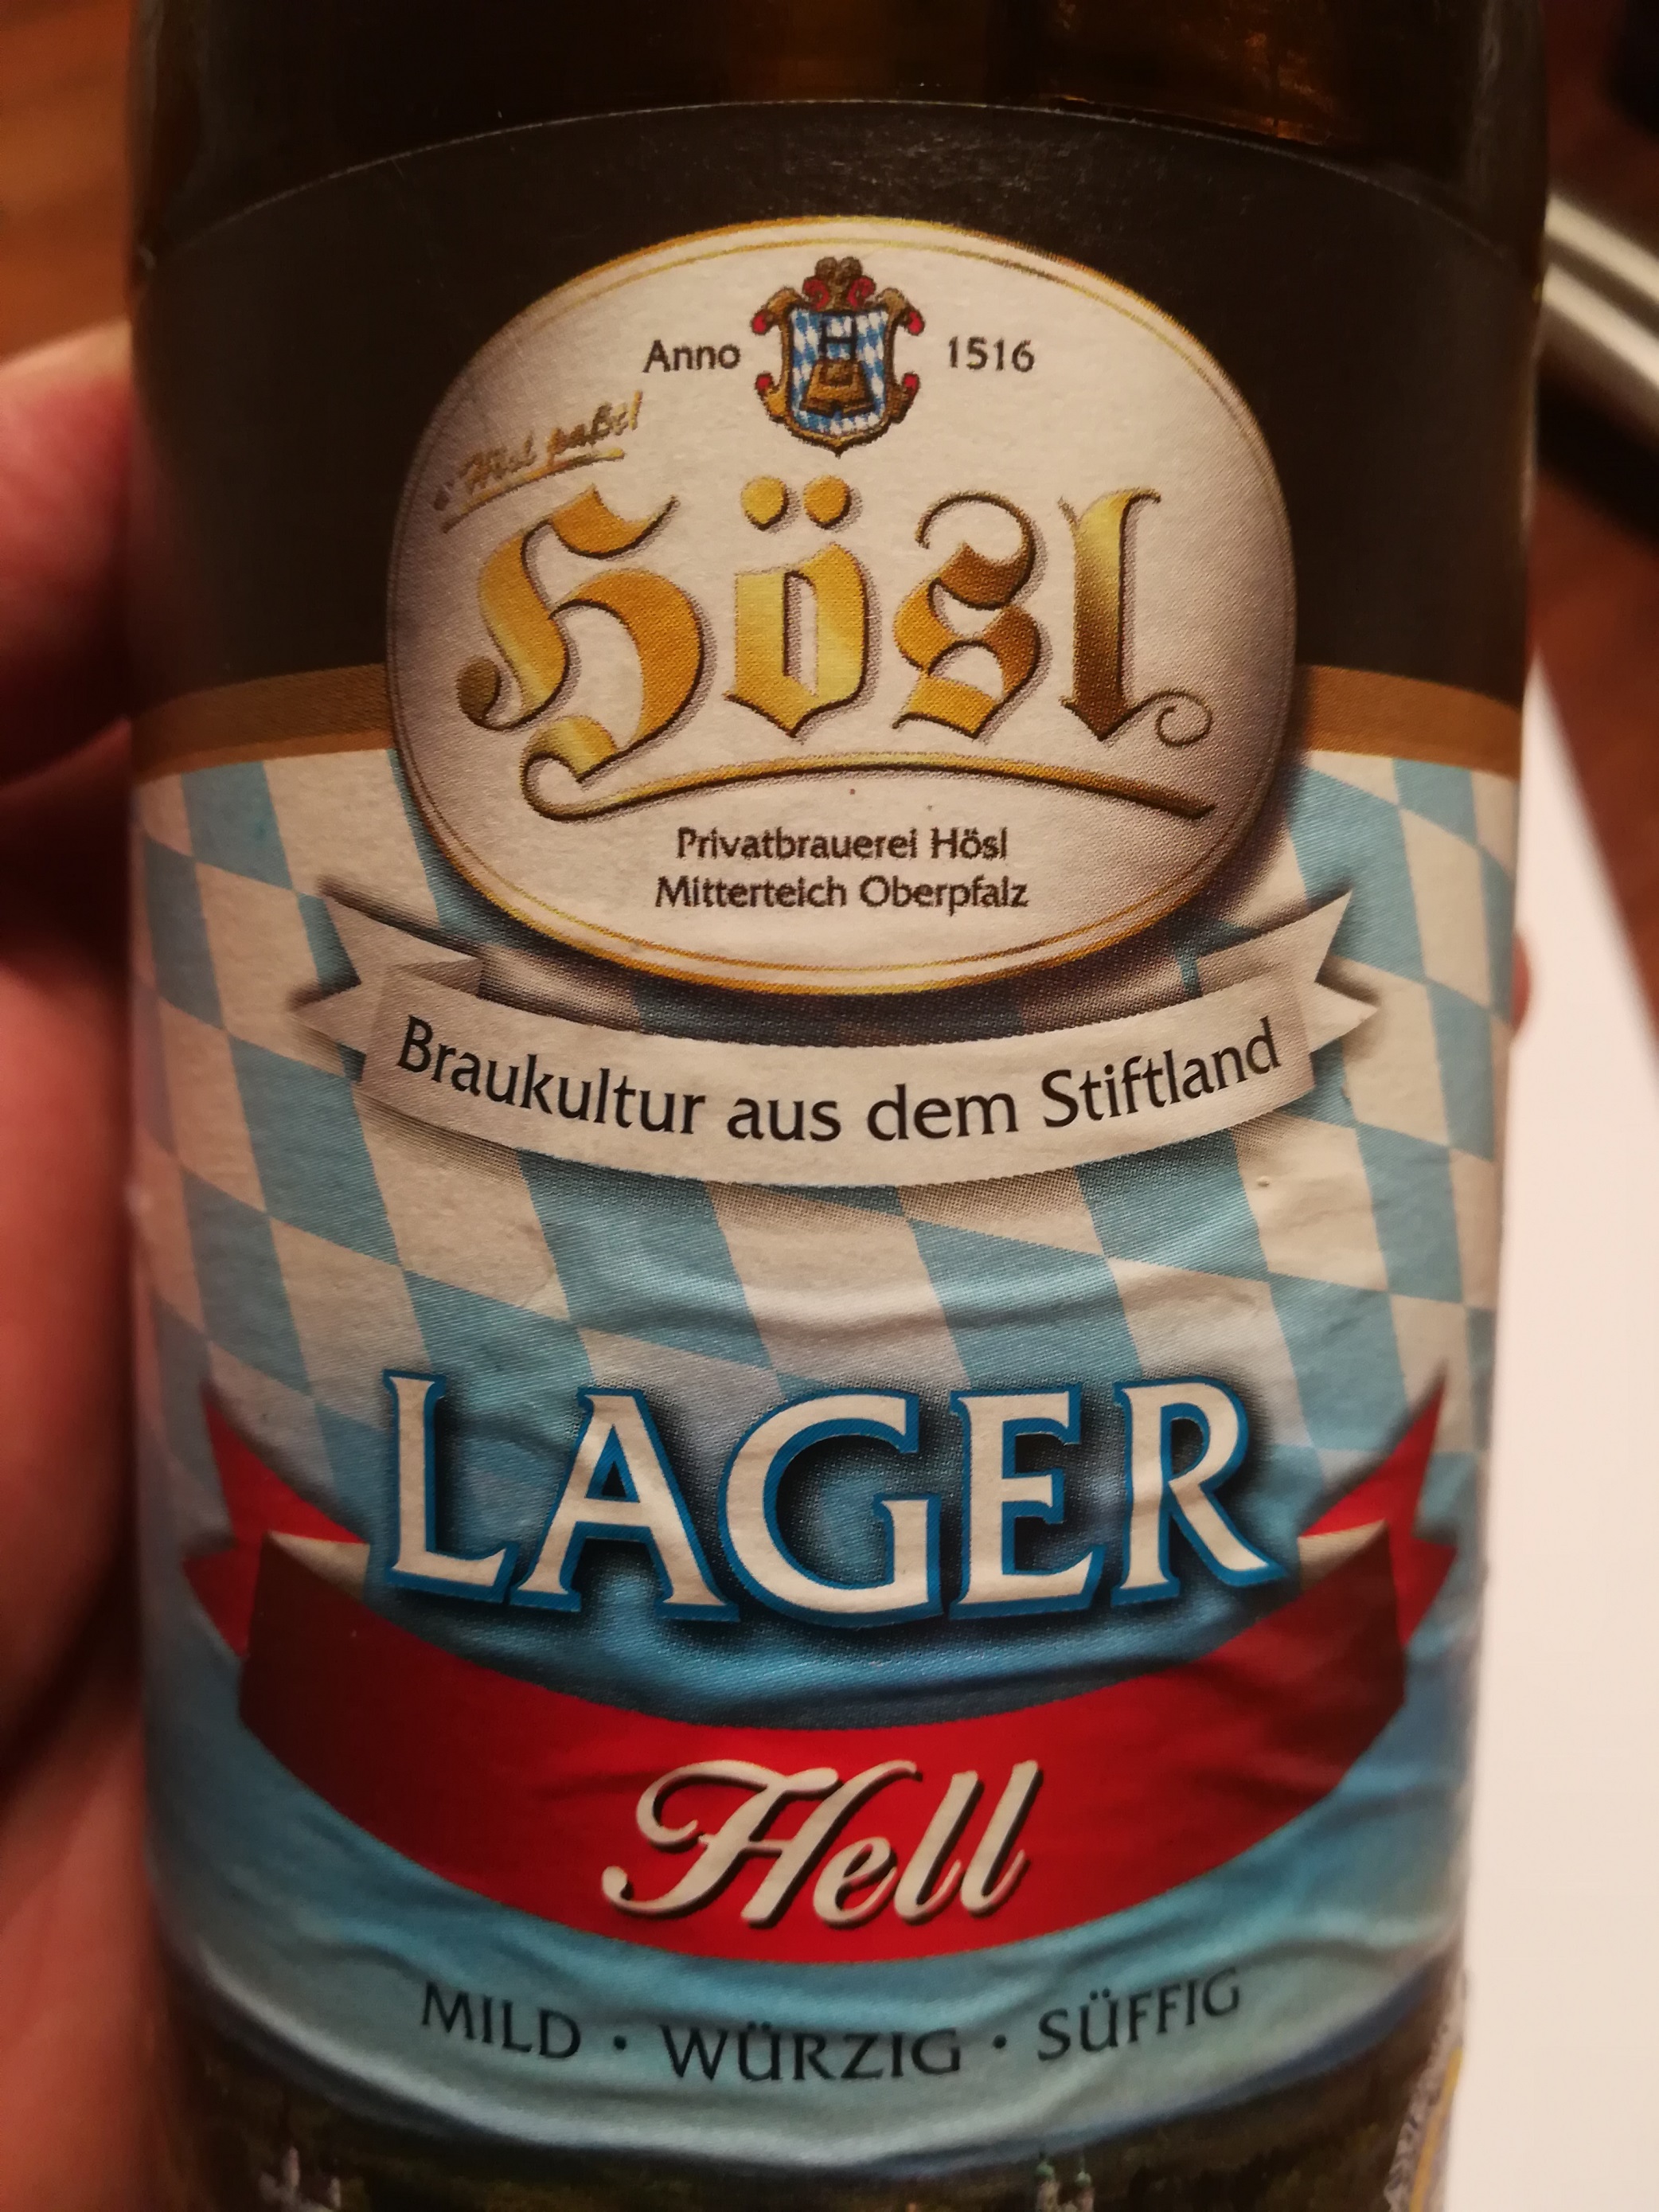 Anno 1516
Hösl
Privatbrauerei Hösl
Mitterteich Oberpfalz
Braukultur aus dem Stiftland
LAGER
Hell
MILD · WÜRZIG · SÜFFIG